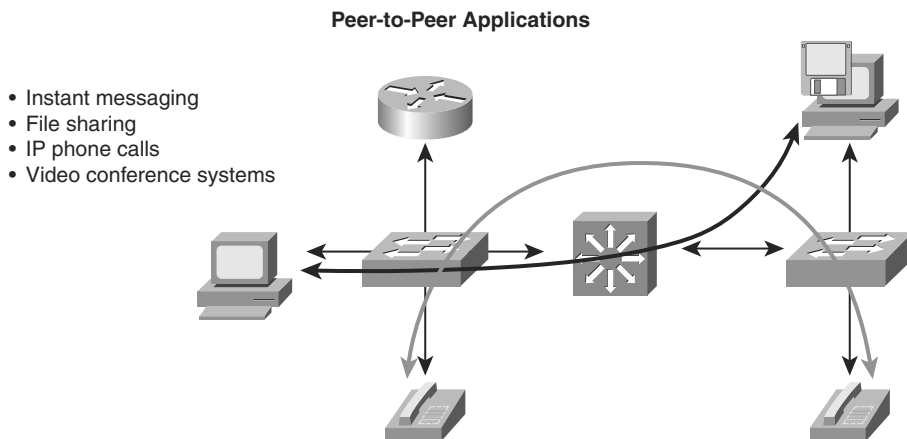 Peer-to-Peer Applications
• Instant messaging
• File sharing
• IP phone calls
• Video conference systems